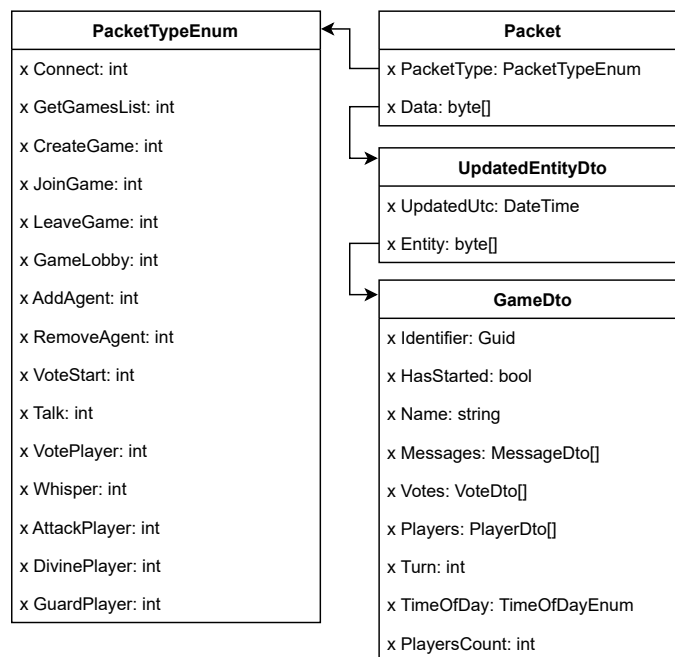 PacketTypeEnum
x Connect: int
x GetGamesList: int
x CreateGame: int
x JoinGame: int
x LeaveGame: int
x GameLobby: int
x AddAgent: int
x RemoveAgent: int
x VoteStart: int
x Talk: int
x VotePlayer: int
x Whisper: int
x AttackPlayer: int
x DivinePlayer: int
x GuardPlayer: int
Packet
x PacketType: PacketTypeEnum
x Data: byte[]
UpdatedEntityDto
x UpdatedUtc: DateTime
x Entity: byte[]
GameDto
x Identifier: Guid
x HasStarted: bool
x Name: string
x Messages: MessageDto[]
x Votes: VoteDto[]
x Players: PlayerDto[]
x Turn: int
x TimeOfDay: TimeOfDayEnum
x PlayersCount: int